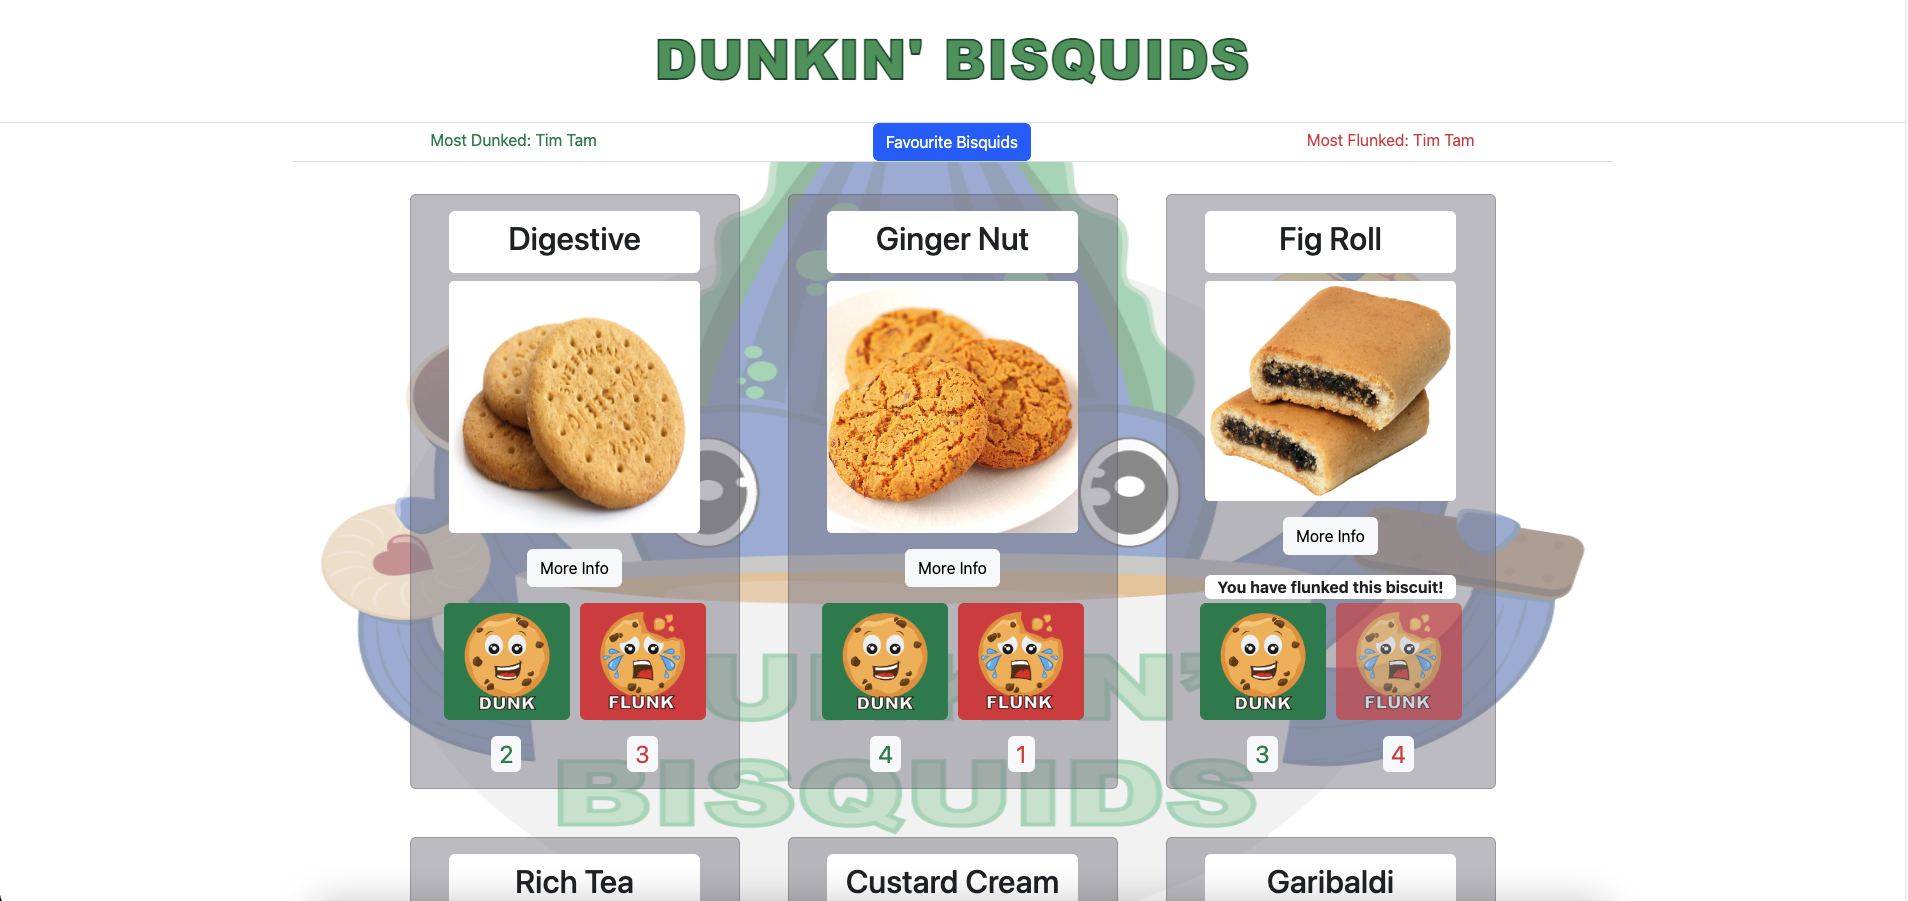 DUNKIN' BISQUIDS
Most Dunked: Tim Tam
Favourite Bisquids
Most Flunked: Tim Tam
Digestive
Ginger Nut
Fig Roll
DIGESTIVE
More Info
More Info
More Info
You have flunked this biscuit!
DUNK
FLUNK
DUNK
FLUNK
DUNK
FLUNK
2
3
4
1
3
4
DUNKIN'
BISQUIDS
Rich Tea
Custard Cream
Garibaldi